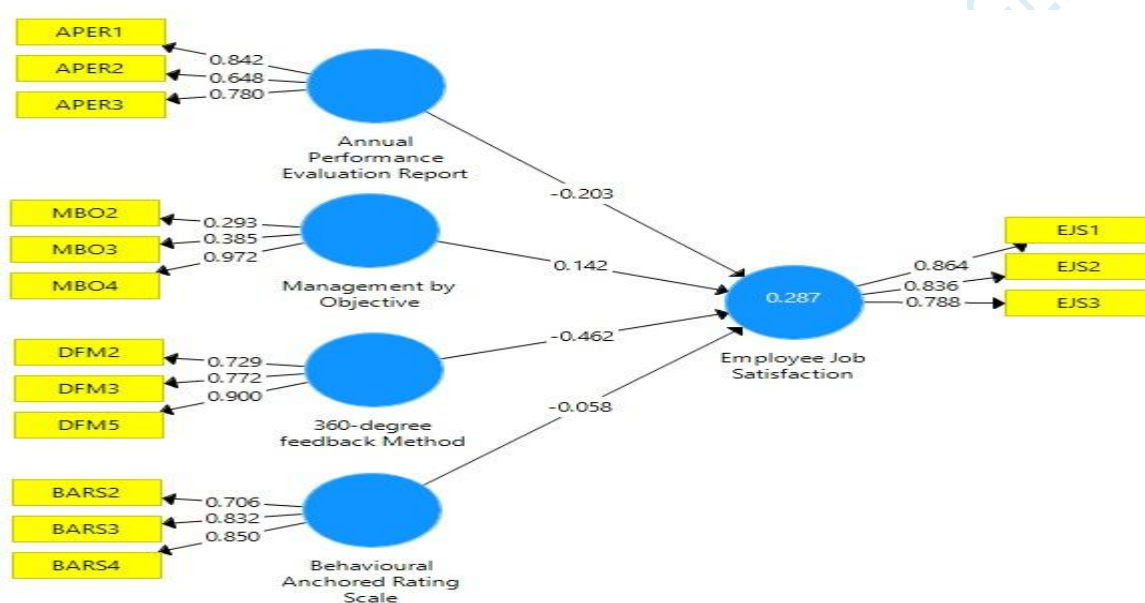 APER1
APER2
APER3
0.842
0.648
0.780
Annual
Performance
Evaluation Report
-0.203
MBO2
MBO3
MBO4
0.293
0.385
0.972
Management by
Objective
0.142
DFM2
DFM3
DFM5
0.729
0.772
0.900
360-degree
feedback Method
-0.462
BARS2
BARS3
BARS4
0.706
0.832
0.850
Behavioural
Anchored Rating
Scale
-0.058
0.287
Employee Job
Satisfaction
0.864
0.836
0.788
EJS1
EJS2
EJS3